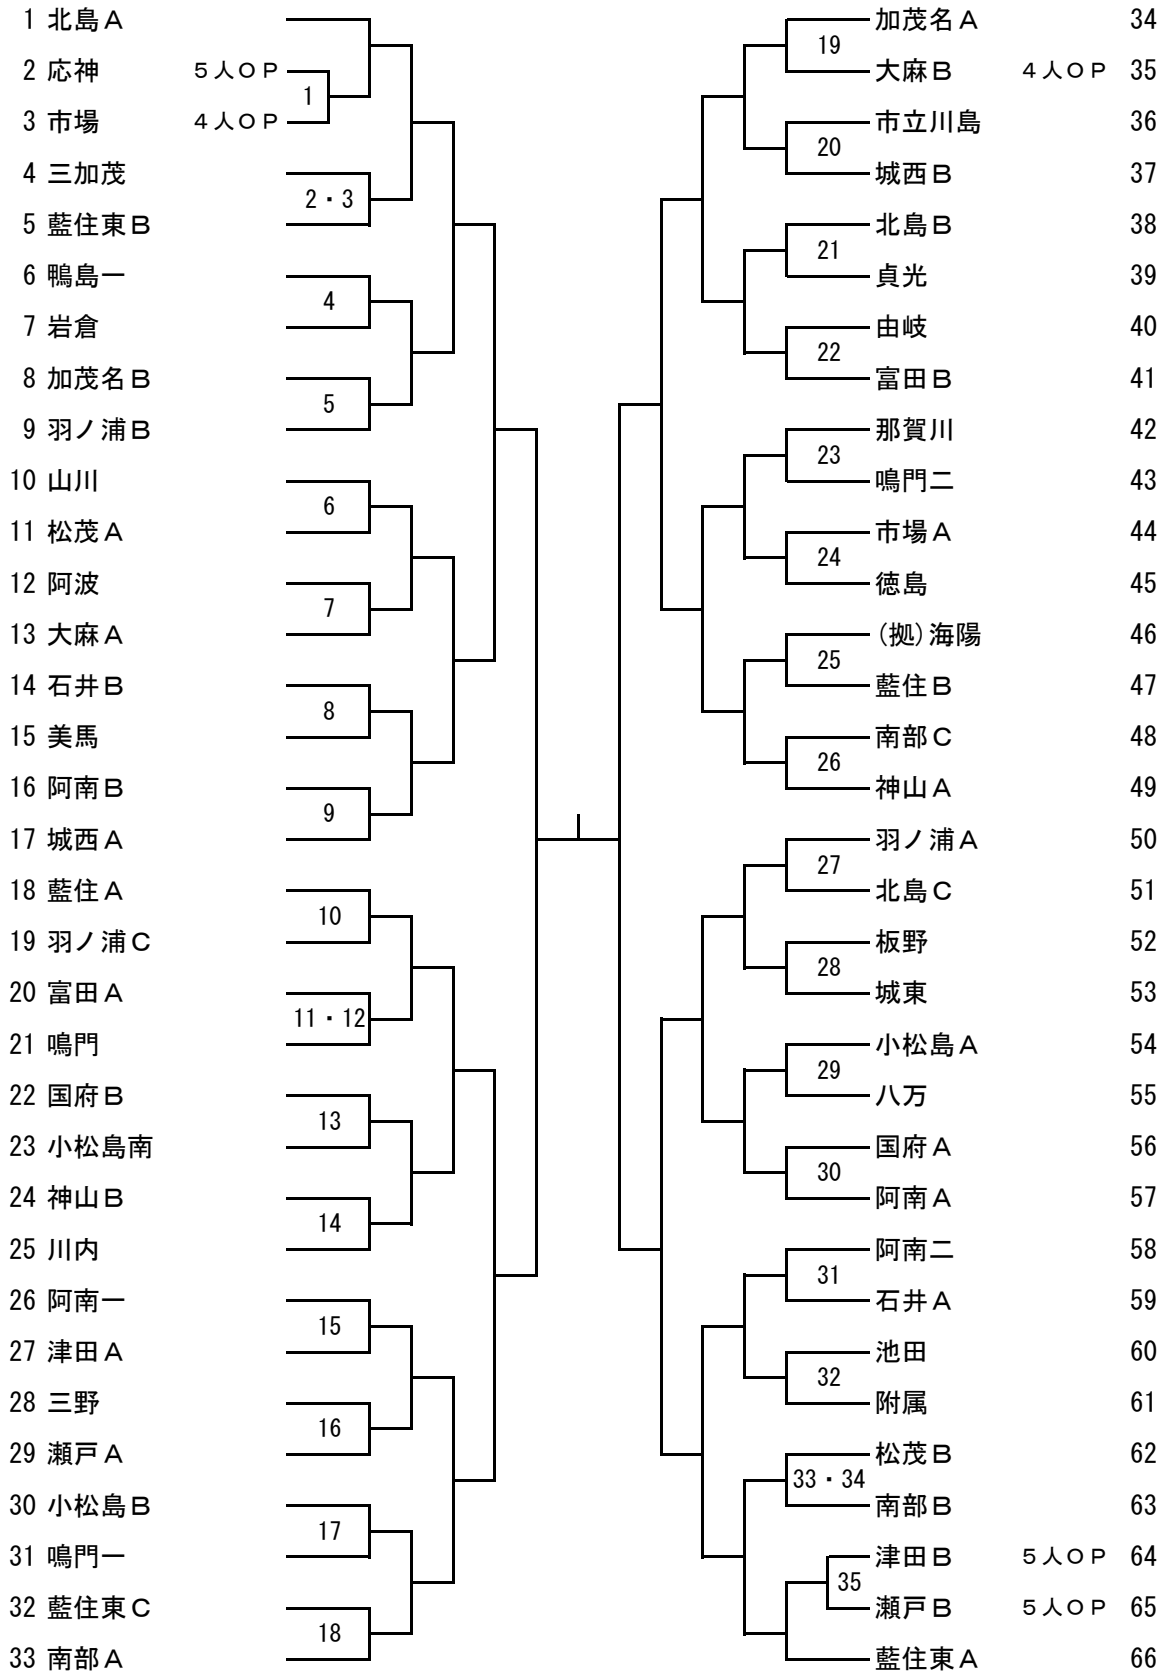 1 北島Ａ
2 応神 ５人ＯＰ
1
3 市場 ４人ＯＰ
4 三加茂
2・3
5 藍住東Ｂ
6 鴨島一
4
7 岩倉
8 加茂名Ｂ
5
9 羽ノ浦Ｂ
10 山川
6
11 松茂Ａ
12 阿波
7
13 大麻Ａ
14 石井Ｂ
8
15 美馬
16 阿南Ｂ
9
17 城西Ａ
18 藍住Ａ
10
19 羽ノ浦Ｃ
20 富田Ａ
11・12
21 鳴門
22 国府Ｂ
13
23 小松島南
24 神山Ｂ
14
25 川内
26 阿南一
15
27 津田Ａ
28 三野
16
29 瀬戸Ａ
30 小松島Ｂ
17
31 鳴門一
32 藍住東Ｃ
18
33 南部Ａ
加茂名Ａ 34
19
大麻Ｂ ４人ＯＰ 35
市立川島 36
20
城西Ｂ 37
北島Ｂ 38
21
貞光 39
由岐 40
22
富田Ｂ 41
那賀川 42
23
鳴門二 43
市場Ａ 44
24
徳島 45
(拠)海陽 46
25
藍住Ｂ 47
南部Ｃ 48
26
神山Ａ 49
羽ノ浦Ａ 50
27
北島Ｃ 51
板野 52
28
城東 53
小松島Ａ 54
29
八万 55
国府Ａ 56
30
阿南Ａ 57
阿南二 58
31
石井Ａ 59
池田 60
32
附属 61
松茂Ｂ 62
33・34
南部Ｂ 63
津田Ｂ ５人ＯＰ 64
35
瀬戸Ｂ ５人ＯＰ 65
藍住東Ａ 66